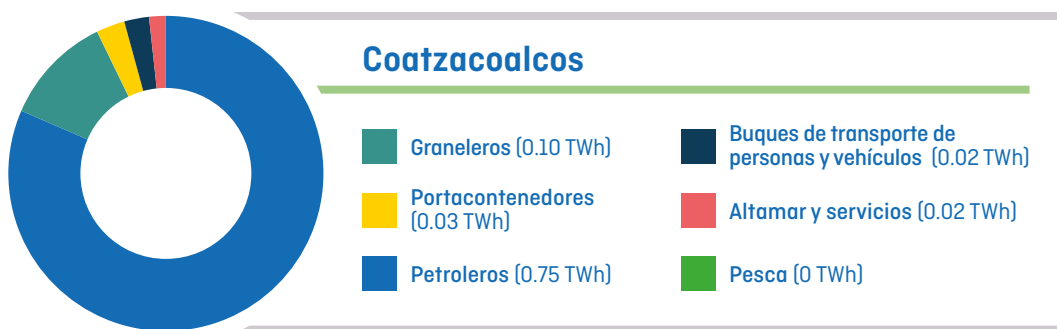 Coatzacoalcos
Graneleros (0.10 TWh)
Portacontenedores
(0.03 TWh)
Petroleros (0.75 TWh)
Buques de transporte de
personas y vehículos (0.02 TWh)
Altamar y servicios (0.02 TWh)
Pesca (0 TWh)